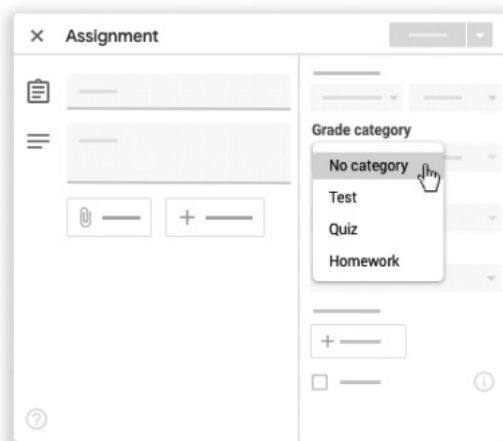 Assignment
Grade category
No category
Test
Quiz
Homework